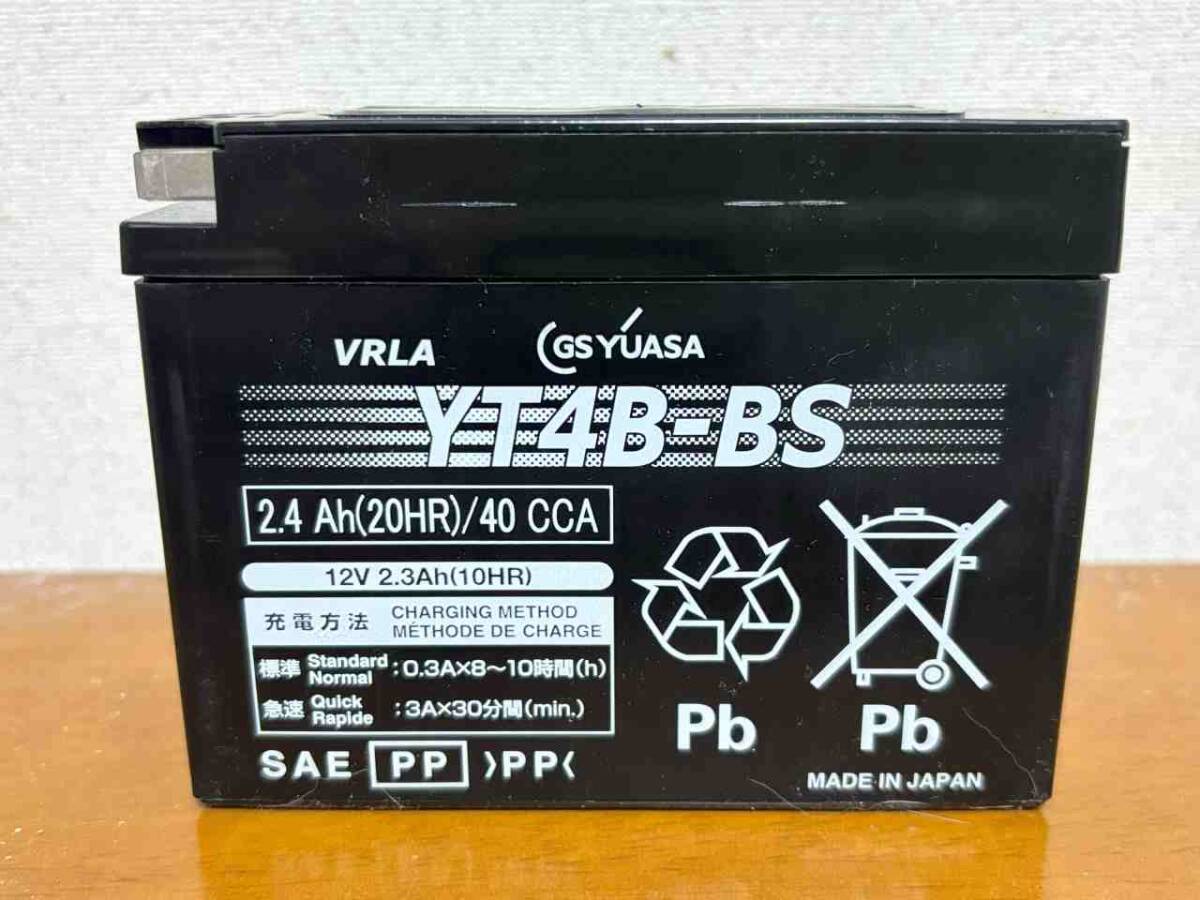 VRLA GS YUASA
YT4B-BS
2.4 Ah(20HR)/40 CCA
12V 2.3Ah(10HR)
充電方法 CHARGING METHOD
MÉTHODE DE CHARGE
標準 Standard Normal :0.3A×8～10時間(h)
急速 Quick Rapide :3A×30分間(min.)
SAE PP >PP<
Pb Pb
MADE IN JAPAN